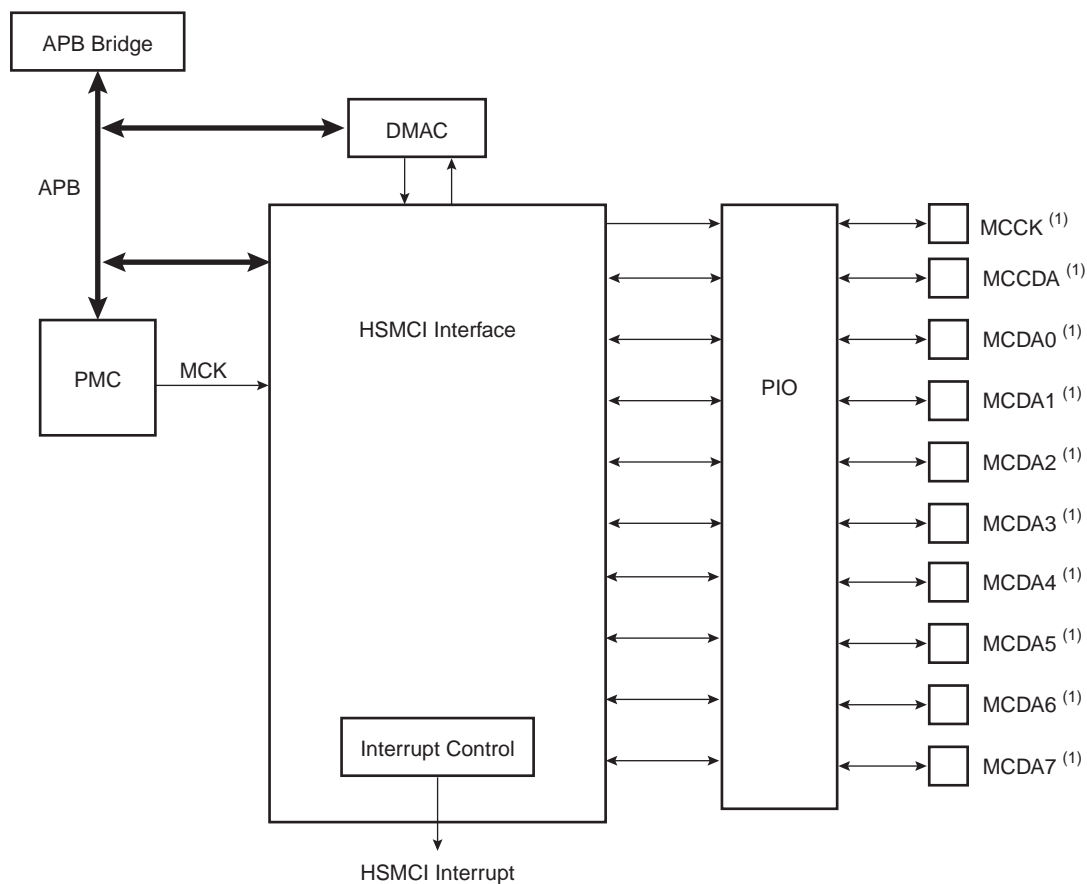 APB Bridge
DMAC
APB
MCCK (1)
MCCDA (1)
HSMCI Interface
MCDA0 (1)
PMC
MCK
PIO
MCDA1 (1)
MCDA2 (1)
MCDA3 (1)
MCDA4 (1)
MCDA5 (1)
MCDA6 (1)
Interrupt Control
MCDA7 (1)
HSMCI Interrupt